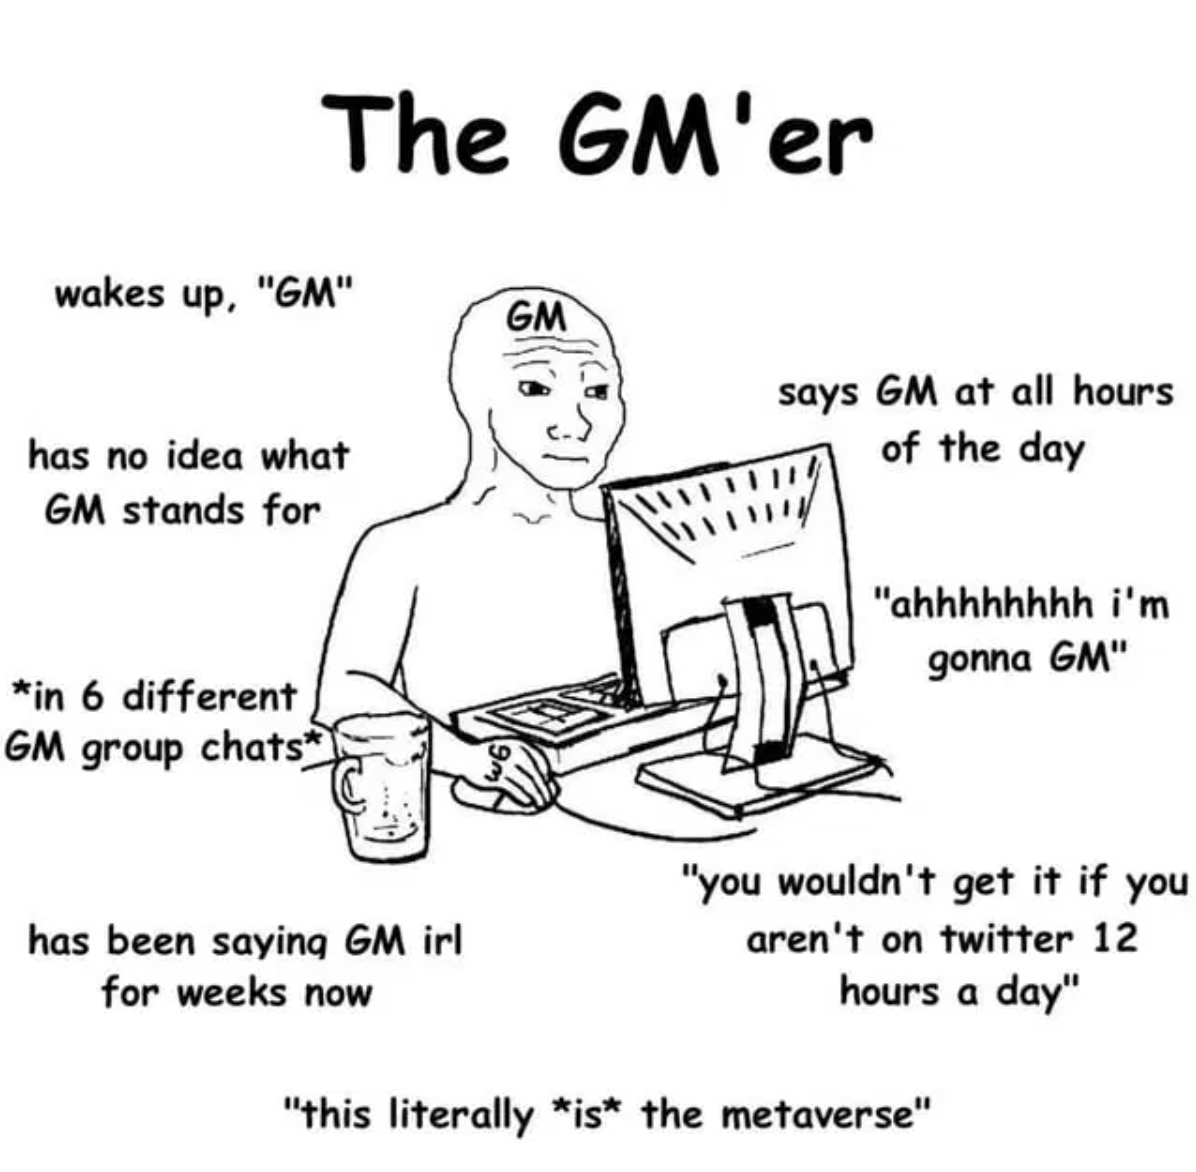 The GM'er
wakes up, "GM"
GM
says GM at all hours
of the day
has no idea what
GM stands for
"ahhhhhhhh i'm
gonna GM"
*in 6 different
GM group chats*
GM
has been saying GM irl
for weeks now
"you wouldn't get it if you
aren't on twitter 12
hours a day"
"this literally *is* the metaverse"